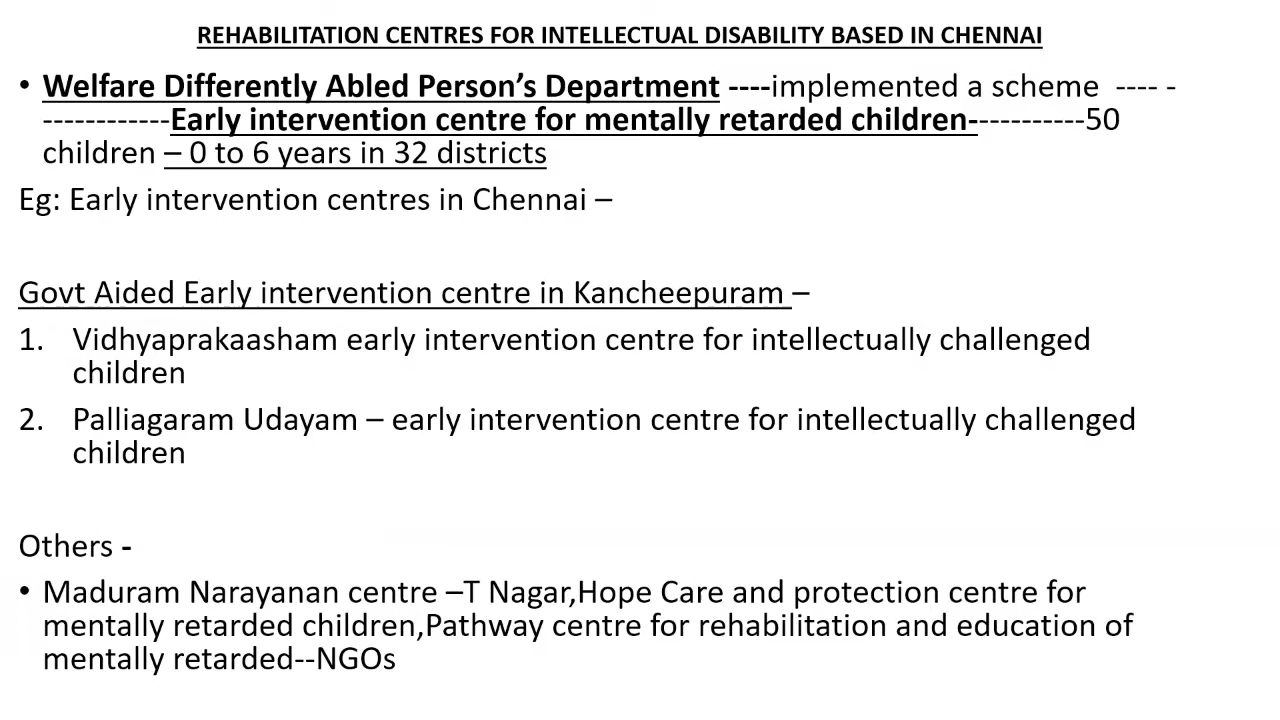 REHABILITATION CENTRES FOR INTELLECTUAL DISABILITY BASED IN CHENNAI
• Welfare Differently Abled Person’s Department ----implemented a scheme ---- -
------------Early intervention centre for mentally retarded children------------50
children – 0 to 6 years in 32 districts
Eg: Early intervention centres in Chennai –
Govt Aided Early intervention centre in Kancheepuram –
1. Vidhyaprakaasham early intervention centre for intellectually challenged
children
2. Palliagaram Udayam – early intervention centre for intellectually challenged
children
Others -
• Maduram Narayanan centre –T Nagar,Hope Care and protection centre for
mentally retarded children,Pathway centre for rehabilitation and education of
mentally retarded--NGOs